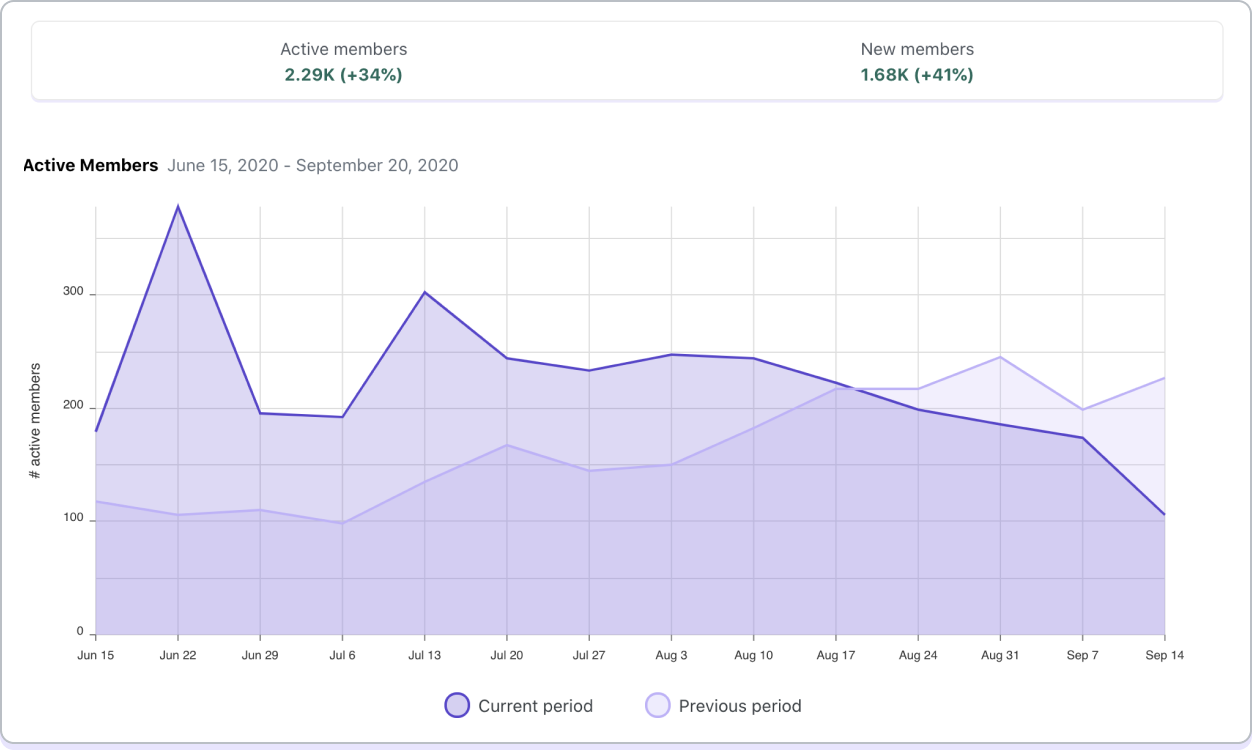 Active members
2.29K (+34%)
New members
1.68K (+41%)
Active Members June 15, 2020 - September 20, 2020
# active members
300
200
100
0
Jun 15 Jun 22 Jun 29 Jul 6 Jul 13 Jul 20 Jul 27 Aug 3 Aug 10 Aug 17 Aug 24 Aug 31 Sep 7 Sep 14
Current period Previous period